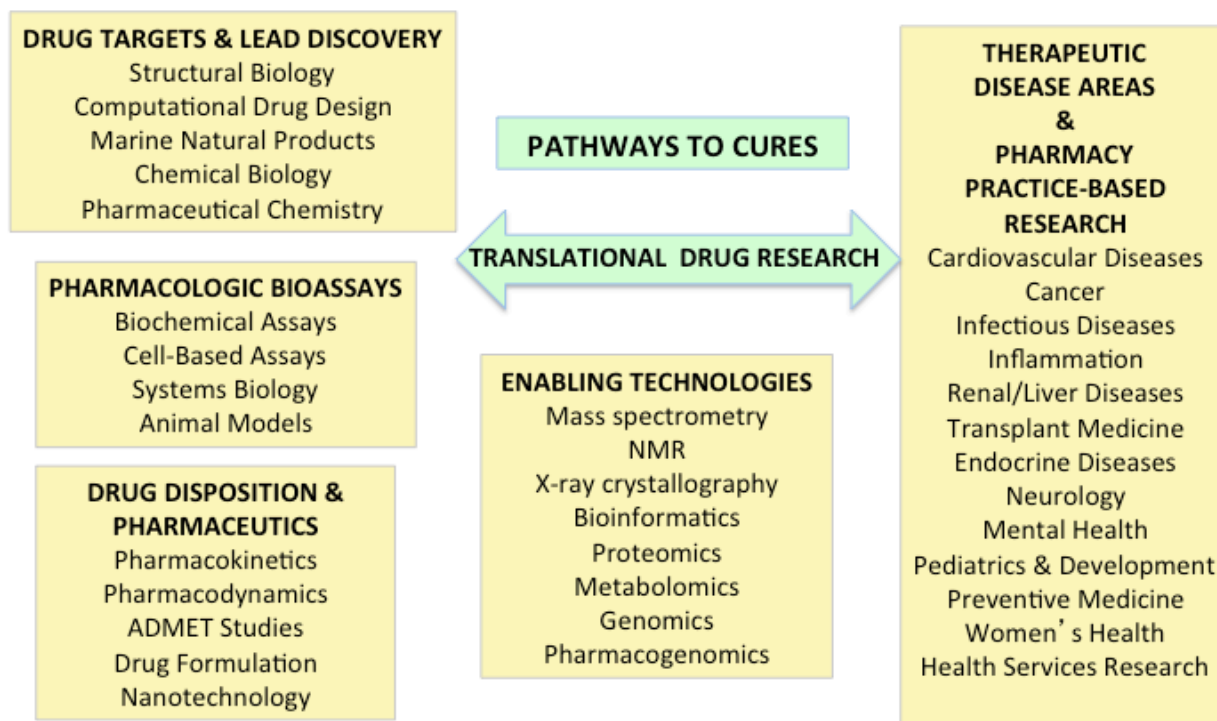 DRUG TARGETS & LEAD DISCOVERY
Structural Biology
Computational Drug Design
Marine Natural Products
Chemical Biology
Pharmaceutical Chemistry
PHARMACOLOGIC BIOASSAYS
Biochemical Assays
Cell-Based Assays
Systems Biology
Animal Models
DRUG DISPOSITION &
PHARMACEUTICS
Pharmacokinetics
Pharmacodynamics
ADMET Studies
Drug Formulation
Nanotechnology
PATHWAYS TO CURES
TRANSLATIONAL DRUG RESEARCH
ENABLING TECHNOLOGIES
Mass spectrometry
NMR
X-ray crystallography
Bioinformatics
Proteomics
Metabolomics
Genomics
Pharmacogenomics
THERAPEUTIC
DISEASE AREAS
&
PHARMACY
PRACTICE-BASED
RESEARCH
Cardiovascular Diseases
Cancer
Infectious Diseases
Inflammation
Renal/Liver Diseases
Transplant Medicine
Endocrine Diseases
Neurology
Mental Health
Pediatrics & Development
Preventive Medicine
Women’s Health
Health Services Research